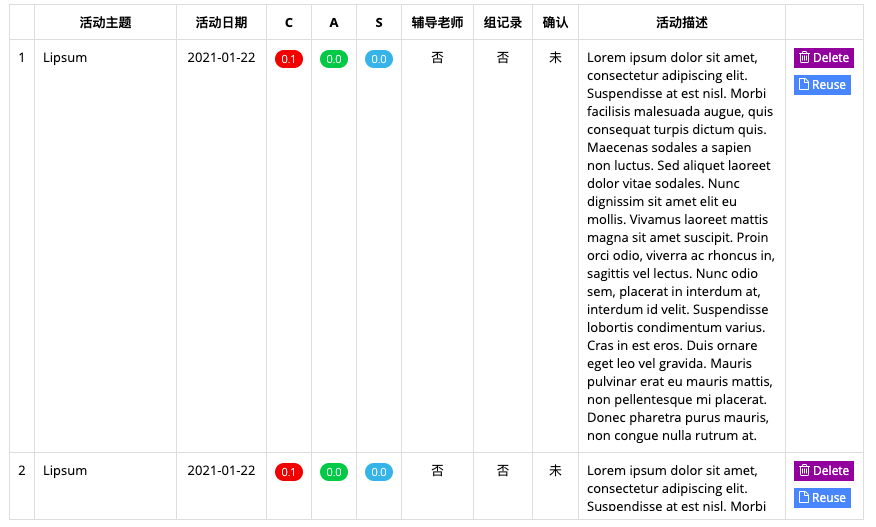 活动主题 活动日期 C A S 辅导老师 组记录 确认 活动描述
1 Lipsum 2021-01-22 0.1 0.0 0.0 否 否 未 Lorem ipsum dolor sit amet, Delete
consectetur adipiscing elit.
Reuse
Suspendisse at est nisl. Morbi
facilisis malesuada augue, quis
consequat turpis dictum quis.
Maecenas sodales a sapien
non luctus. Sed aliquet laoreet
dolor vitae sodales. Nunc
dignissim sit amet elit eu
mollis. Vivamus laoreet mattis
magna sit amet suscipit. Proin
orci odio, viverra ac rhoncus in,
sagittis vel lectus. Nunc odio
sem, placerat in interdum at,
interdum id velit. Suspendisse
lobortis condimentum varius.
Cras in est eros. Duis ornare
eget leo vel gravida. Mauris
pulvinar erat eu mauris mattis,
non pellentesque mi placerat.
Donec pharetra purus mauris,
non congue nulla rutrum at.
2 Lipsum 2021-01-22 0.1 0.0 0.0 否 否 未 Lorem ipsum dolor sit amet, Delete
consectetur adipiscing elit.
Reuse
Suspendisse at est nisl. Morbi